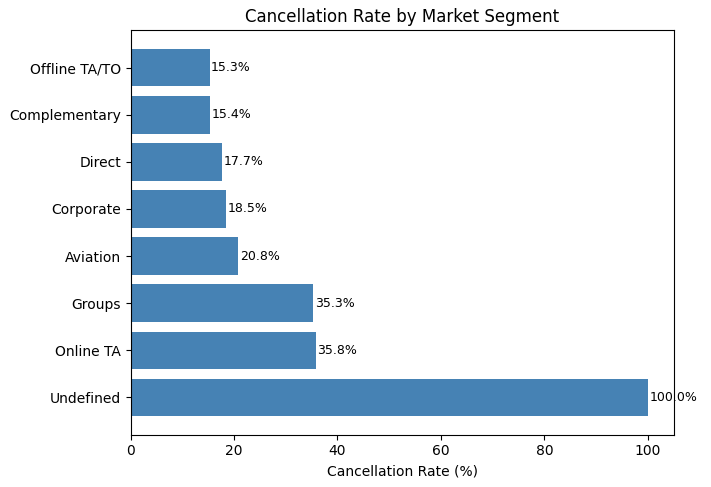 Cancellation Rate by Market Segment
Offline TA/TO 15.3%
Complementary 15.4%
Direct 17.7%
Corporate 18.5%
Aviation 20.8%
Groups 35.3%
Online TA 35.8%
Undefined 100.0%
0 20 40 60 80 100
Cancellation Rate (%)